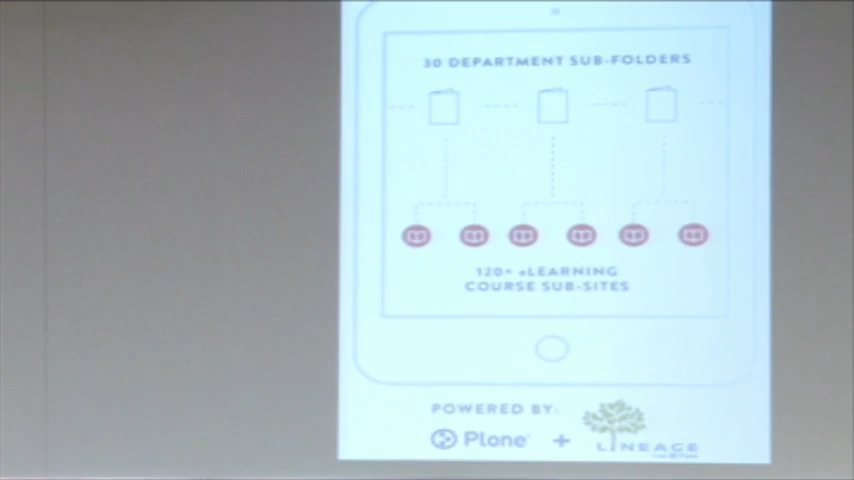 30 DEPARTMENT SUB-FOLDERS
120+ eLEARNING
COURSE SUB-SITES
POWERED BY:
Plone + LINEAGE